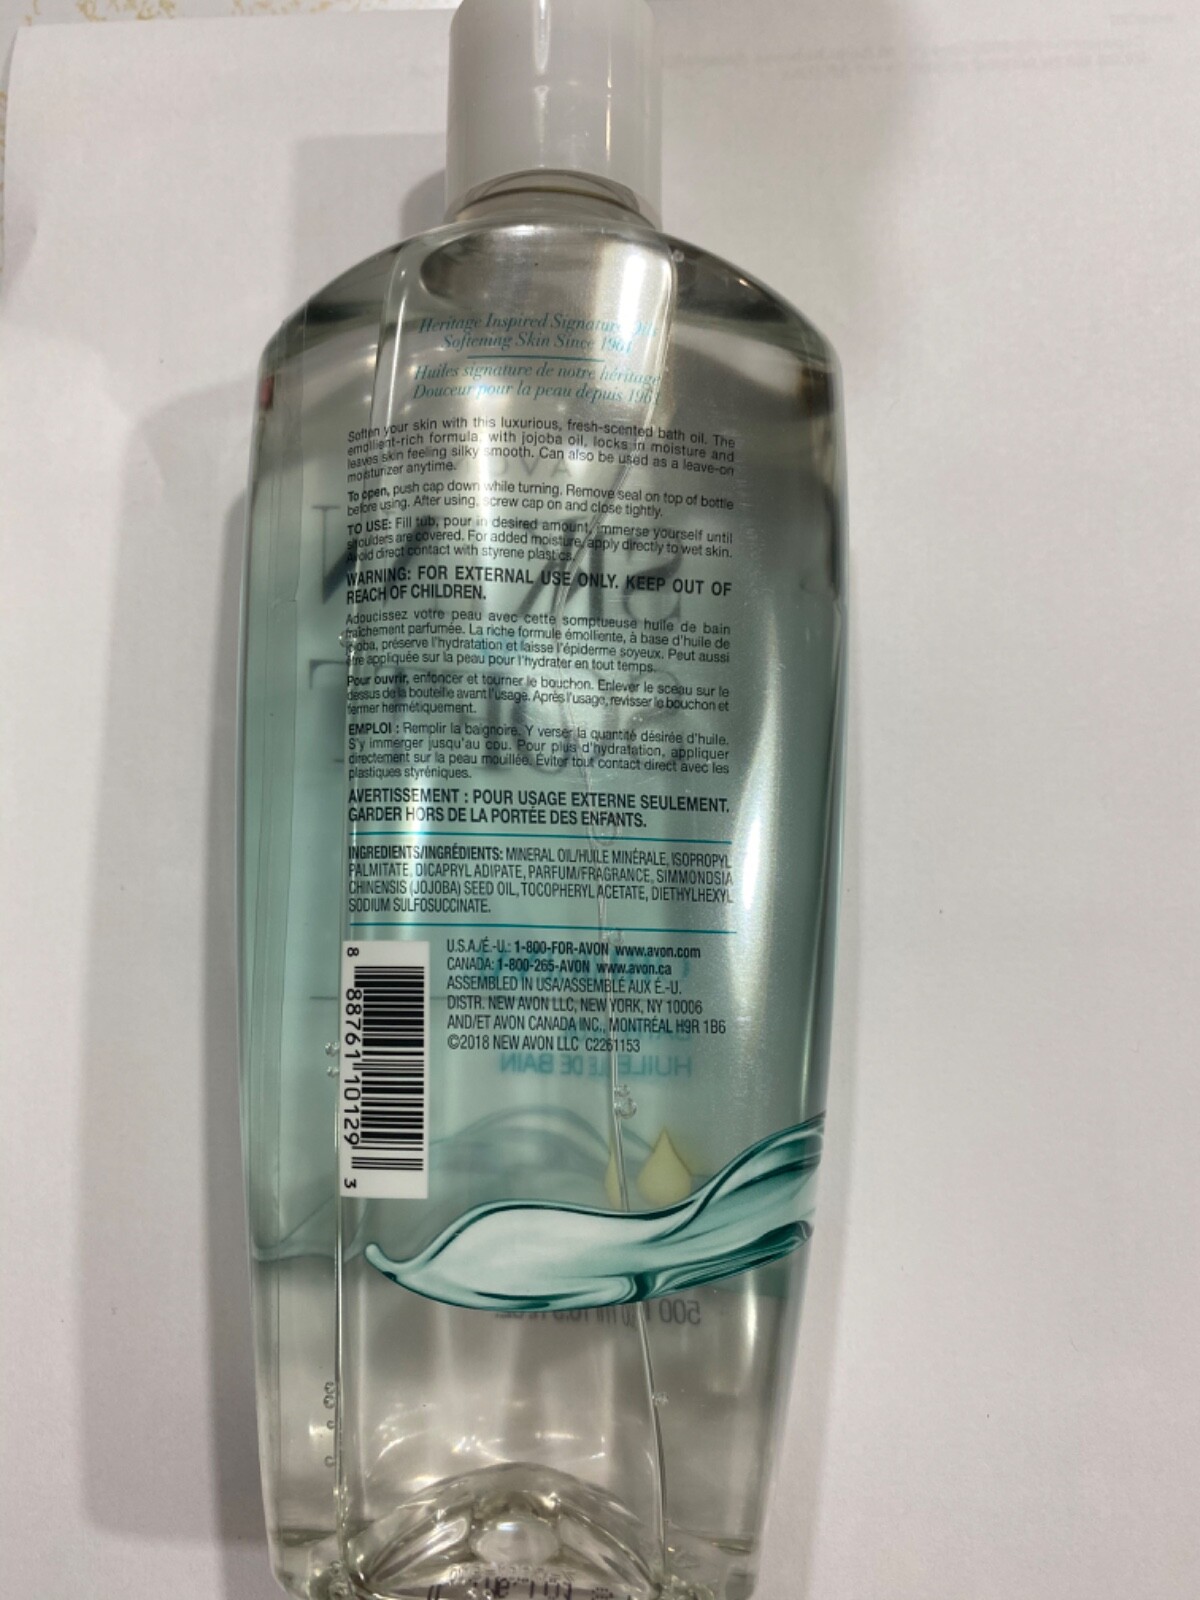 Heritage Inspired Signature Oils
Softening Skin Since 1961
Huiles signature de notre héritage
Douceur pour la peau depuis 1961
Soften your skin with this luxurious, fresh-scented bath oil. The
emollient-rich formula, with jojoba oil, locks in moisture and
leaves skin feeling silky smooth. Can also be used as a leave-on
moisturizer anytime.
To open, push cap down while turning. Remove seal on top of bottle
before using. After using, screw cap on and close tightly.
TO USE: Fill tub, pour in desired amount, immerse yourself until
shoulders are covered. For added moisture, apply directly to wet skin.
Avoid direct contact with styrene plastics.
WARNING: FOR EXTERNAL USE ONLY. KEEP OUT OF
REACH OF CHILDREN.
Adoucissez votre peau avec cette somptueuse huile de bain
fraîchement parfumée. La riche formule émolliente, à base d'huile de
jojoba, préserve l'hydratation et laisse l'épiderme soyeux. Peut aussi
être appliquée sur la peau pour l'hydrater en tout temps.
Pour ouvrir, enfoncer et tourner le bouchon. Enlever le sceau sur le
dessus de la bouteille avant l'usage. Après l'usage, revisser le bouchon et
fermer hermétiquement.
EMPLOI : Remplir la baignoire. Y verser la quantité désirée d'huile.
S'y immerger jusqu'au cou. Pour plus d'hydratation, appliquer
directement sur la peau mouillée. Éviter tout contact direct avec les
plastiques styréniques.
AVERTISSEMENT : POUR USAGE EXTERNE SEULEMENT.
GARDER HORS DE LA PORTÉE DES ENFANTS.
INGREDIENTS/INGRÉDIENTS: MINERAL OIL/HUILE MINÉRALE, ISOPROPYL
PALMITATE, DICAPRYL ADIPATE, PARFUM/FRAGRANCE, SIMMONDSIA
CHINENSIS (JOJOBA) SEED OIL, TOCOPHERYL ACETATE, DIETHYLHEXYL
SODIUM SULFOSUCCINATE.
U.S.A./É.-U.: 1-800-FOR-AVON www.avon.com
CANADA: 1-800-265-AVON www.avon.ca
ASSEMBLED IN USA/ASSEMBLÉ AUX É.-U.
DISTR. NEW AVON LLC, NEW YORK, NY 10006
AND/ET AVON CANADA INC., MONTRÉAL H9R 1B6
©2018 NEW AVON LLC C2261153
8 88761 10129 3
HUILE DE BAIN